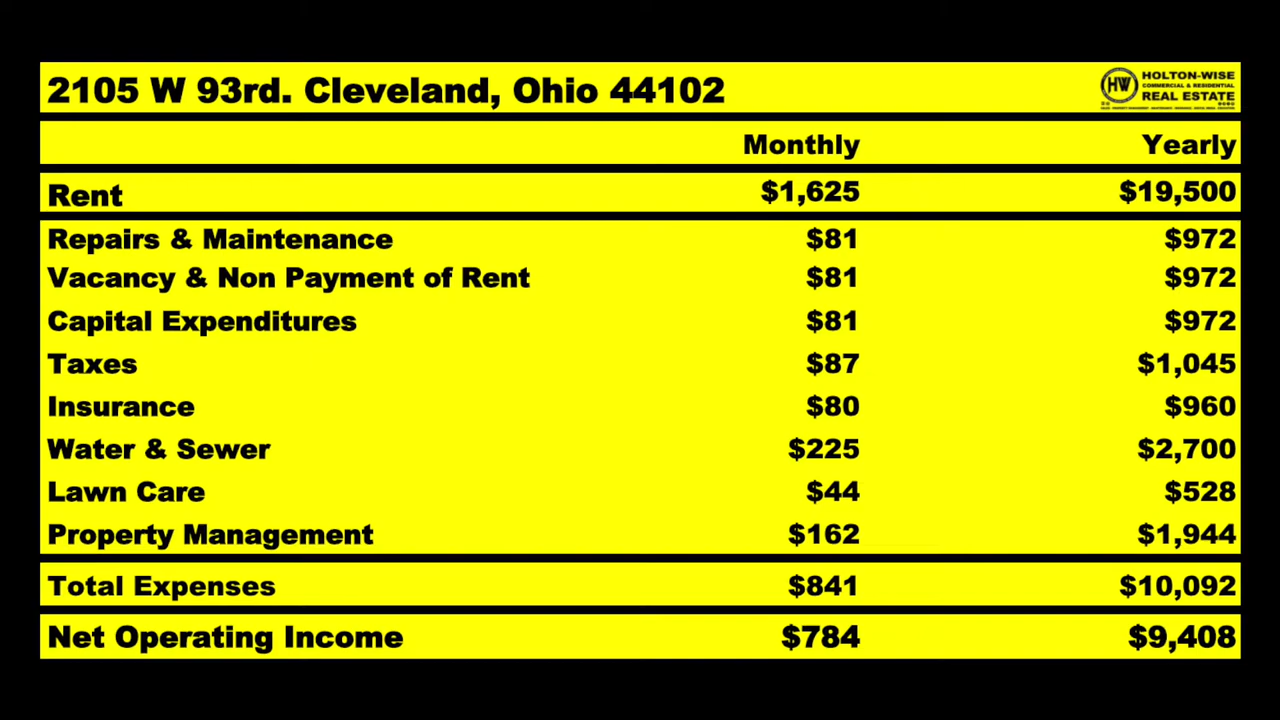 2105 W 93rd. Cleveland, Ohio 44102
HW
HOLTON-WISE
COMMERCIAL & RESIDENTIAL
REAL ESTATE
Monthly Yearly
Rent $1,625 $19,500
Repairs & Maintenance $81 $972
Vacancy & Non Payment of Rent $81 $972
Capital Expenditures $81 $972
Taxes $87 $1,045
Insurance $80 $960
Water & Sewer $225 $2,700
Lawn Care $44 $528
Property Management $162 $1,944
Total Expenses $841 $10,092
Net Operating Income $784 $9,408